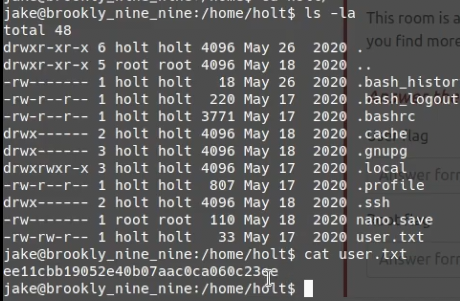 jake@brookly_nine_nine:/home/holt$ ls -la
total 48
drwxr-xr-x 6 holt holt 4096 May 26  2020 .
drwxr-xr-x 5 root root 4096 May 18  2020 ..
-rw------- 1 holt holt   18 May 26  2020 .bash_histor
-rw-r--r-- 1 holt holt  220 May 17  2020 .bash_logout
-rw-r--r-- 1 holt holt 3771 May 17  2020 .bashrc
drwx------ 2 holt holt 4096 May 18  2020 .cache
drwx------ 3 holt holt 4096 May 18  2020 .gnupg
drwxrwxr-x 3 holt holt 4096 May 17  2020 .local
-rw-r--r-- 1 holt holt  807 May 17  2020 .profile
drwx------ 2 holt holt 4096 May 18  2020 .ssh
-rw------- 1 root root  110 May 18  2020 nano.save
-rw-rw-r-- 1 holt holt   33 May 17  2020 user.txt
jake@brookly_nine_nine:/home/holt$ cat user.txt
jake@brookly_nine_nine:/home/holt$
This room is a
you find more